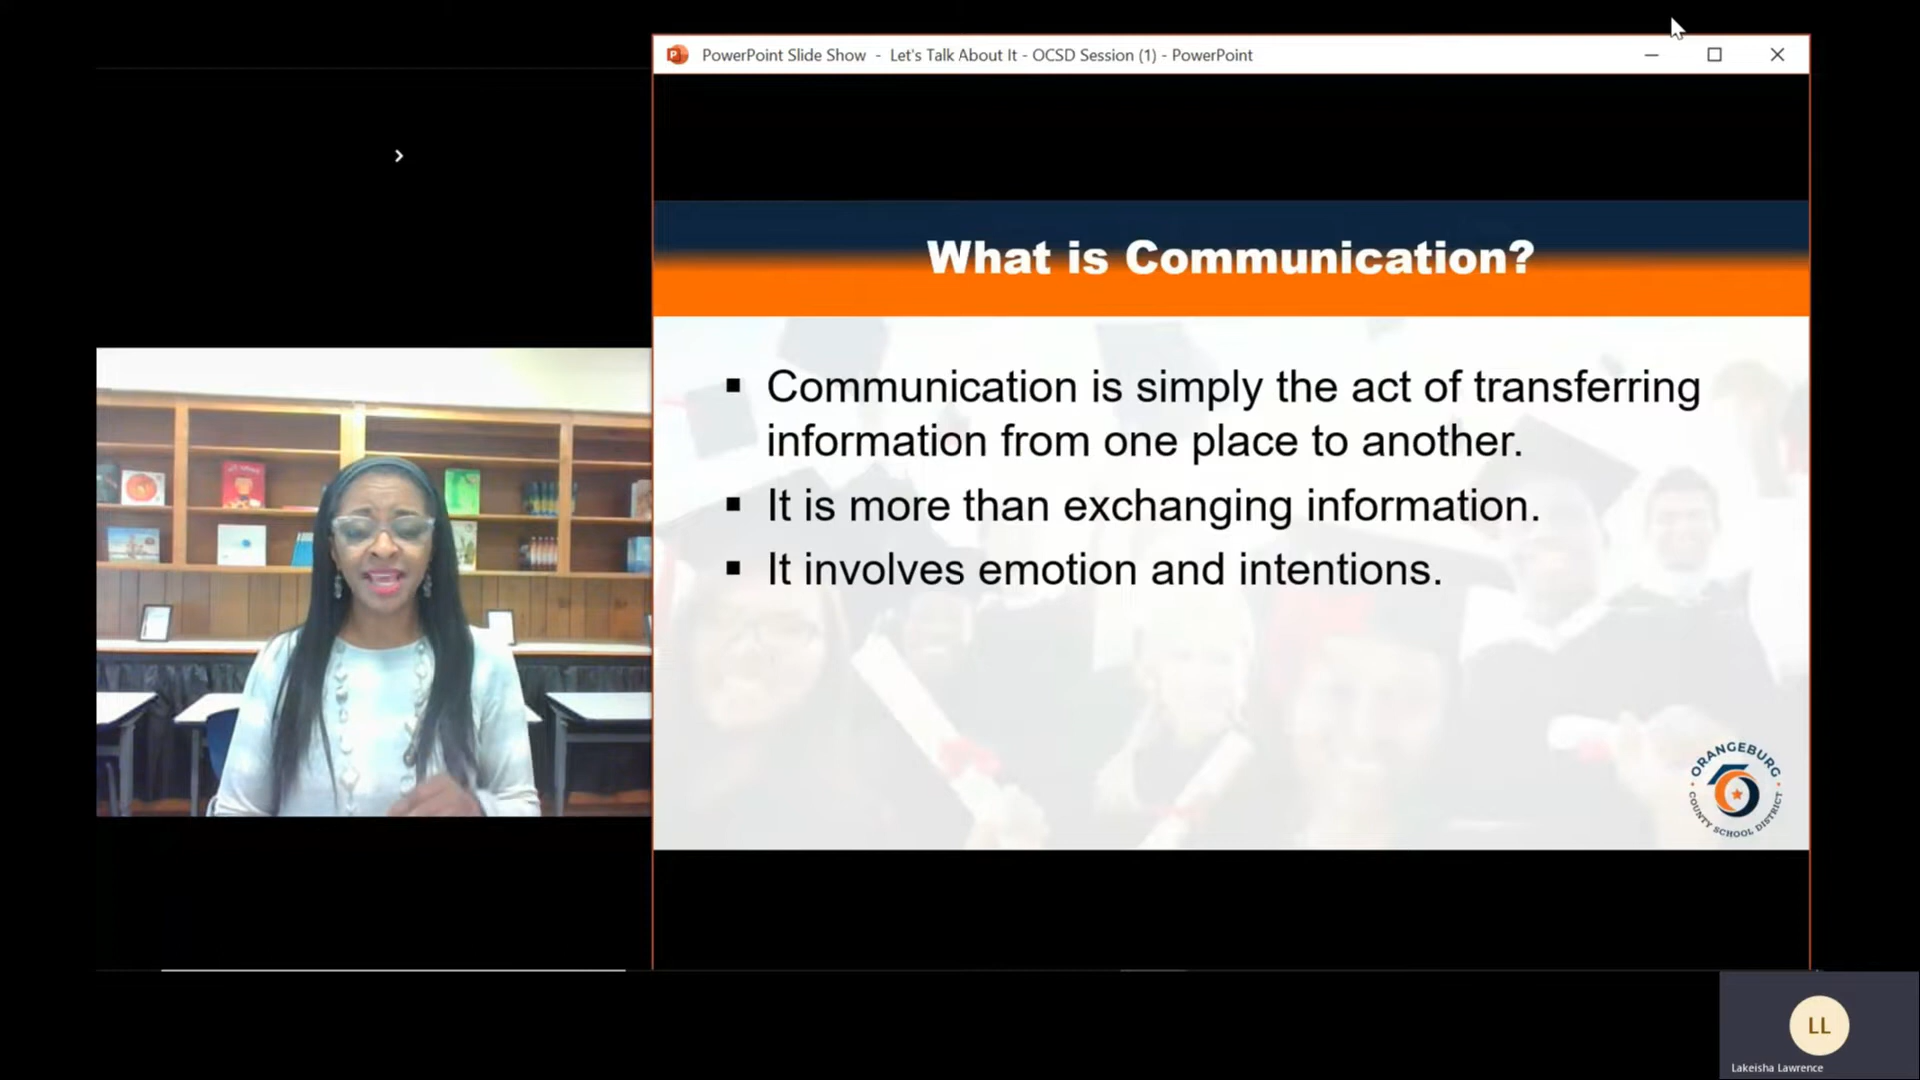 PowerPoint Slide Show - Let's Talk About It - OCSD Session (1) - PowerPoint
What is Communication?
▪ Communication is simply the act of transferring
information from one place to another.
▪ It is more than exchanging information.
▪ It involves emotion and intentions.
ORANGEBURG
COUNTY SCHOOL DISTRICT
LL
Lakeisha Lawrence